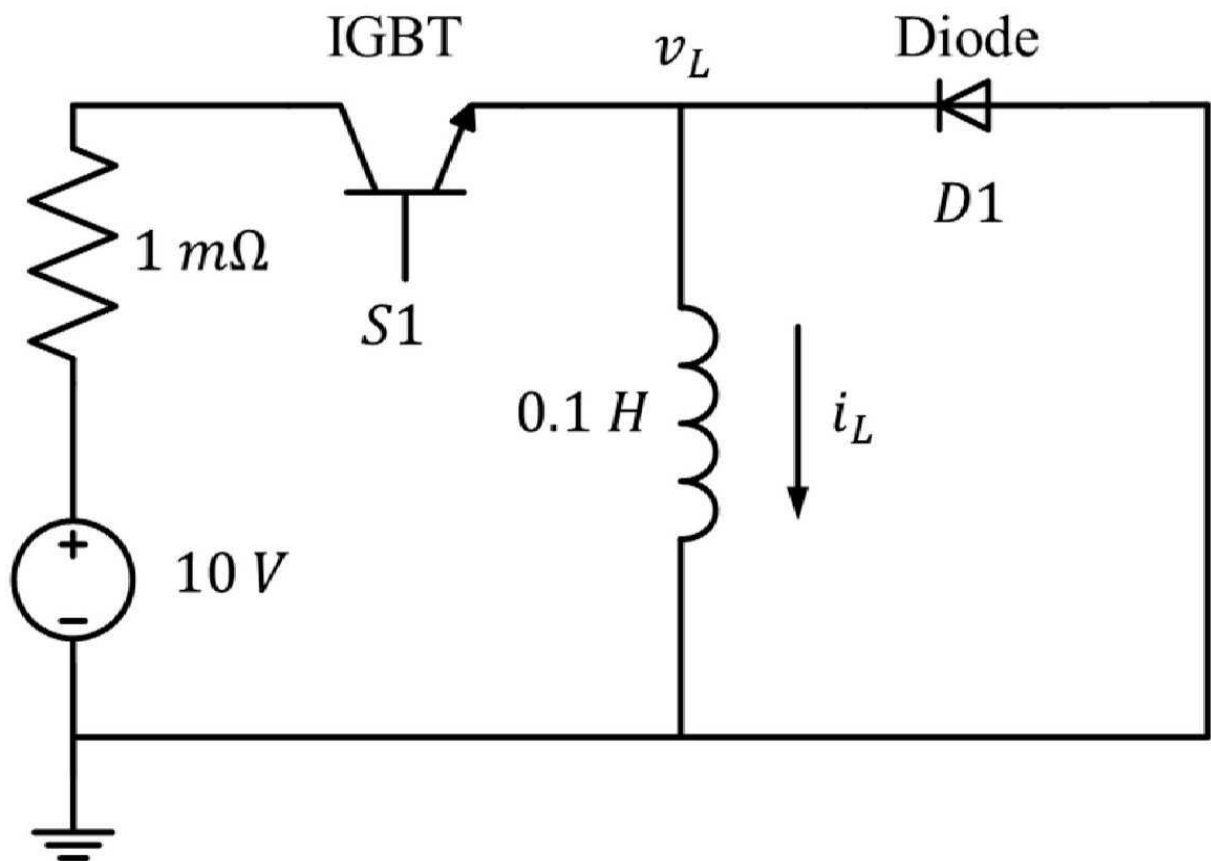 IGBT
v_L
Diode
D1
1 mΩ
S1
0.1 H
i_L
+
10 V
−